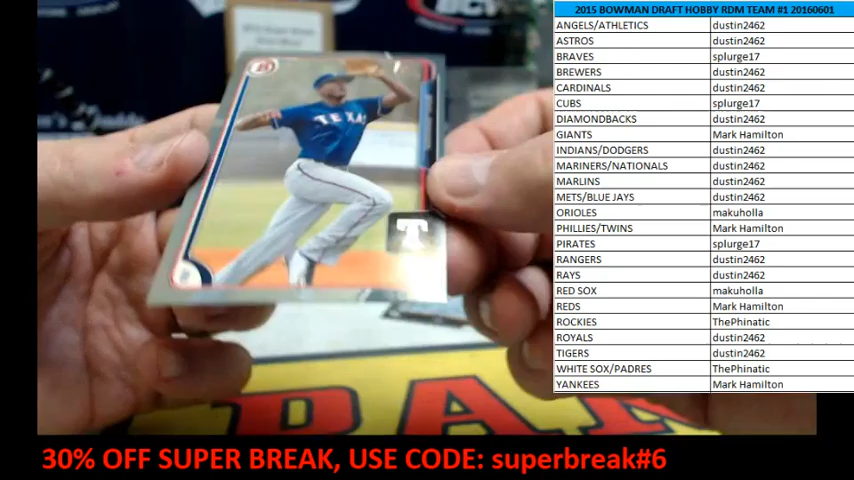 2015 BOWMAN DRAFT HOBBY RDM TEAM #1 20160601
ANGELS/ATHLETICS dustin2462
ASTROS dustin2462
BRAVES splurge17
BREWERS dustin2462
CARDINALS dustin2462
CUBS splurge17
DIAMONDBACKS dustin2462
GIANTS Mark Hamilton
INDIANS/DODGERS dustin2462
MARINERS/NATIONALS dustin2462
MARLINS dustin2462
METS/BLUE JAYS dustin2462
ORIOLES makuholla
PHILLIES/TWINS Mark Hamilton
PIRATES splurge17
RANGERS dustin2462
RAYS dustin2462
RED SOX makuholla
REDS Mark Hamilton
ROCKIES ThePhinatic
ROYALS dustin2462
TIGERS dustin2462
WHITE SOX/PADRES ThePhinatic
YANKEES Mark Hamilton
TEXAS
T
30% OFF SUPER BREAK, USE CODE: superbreak#6